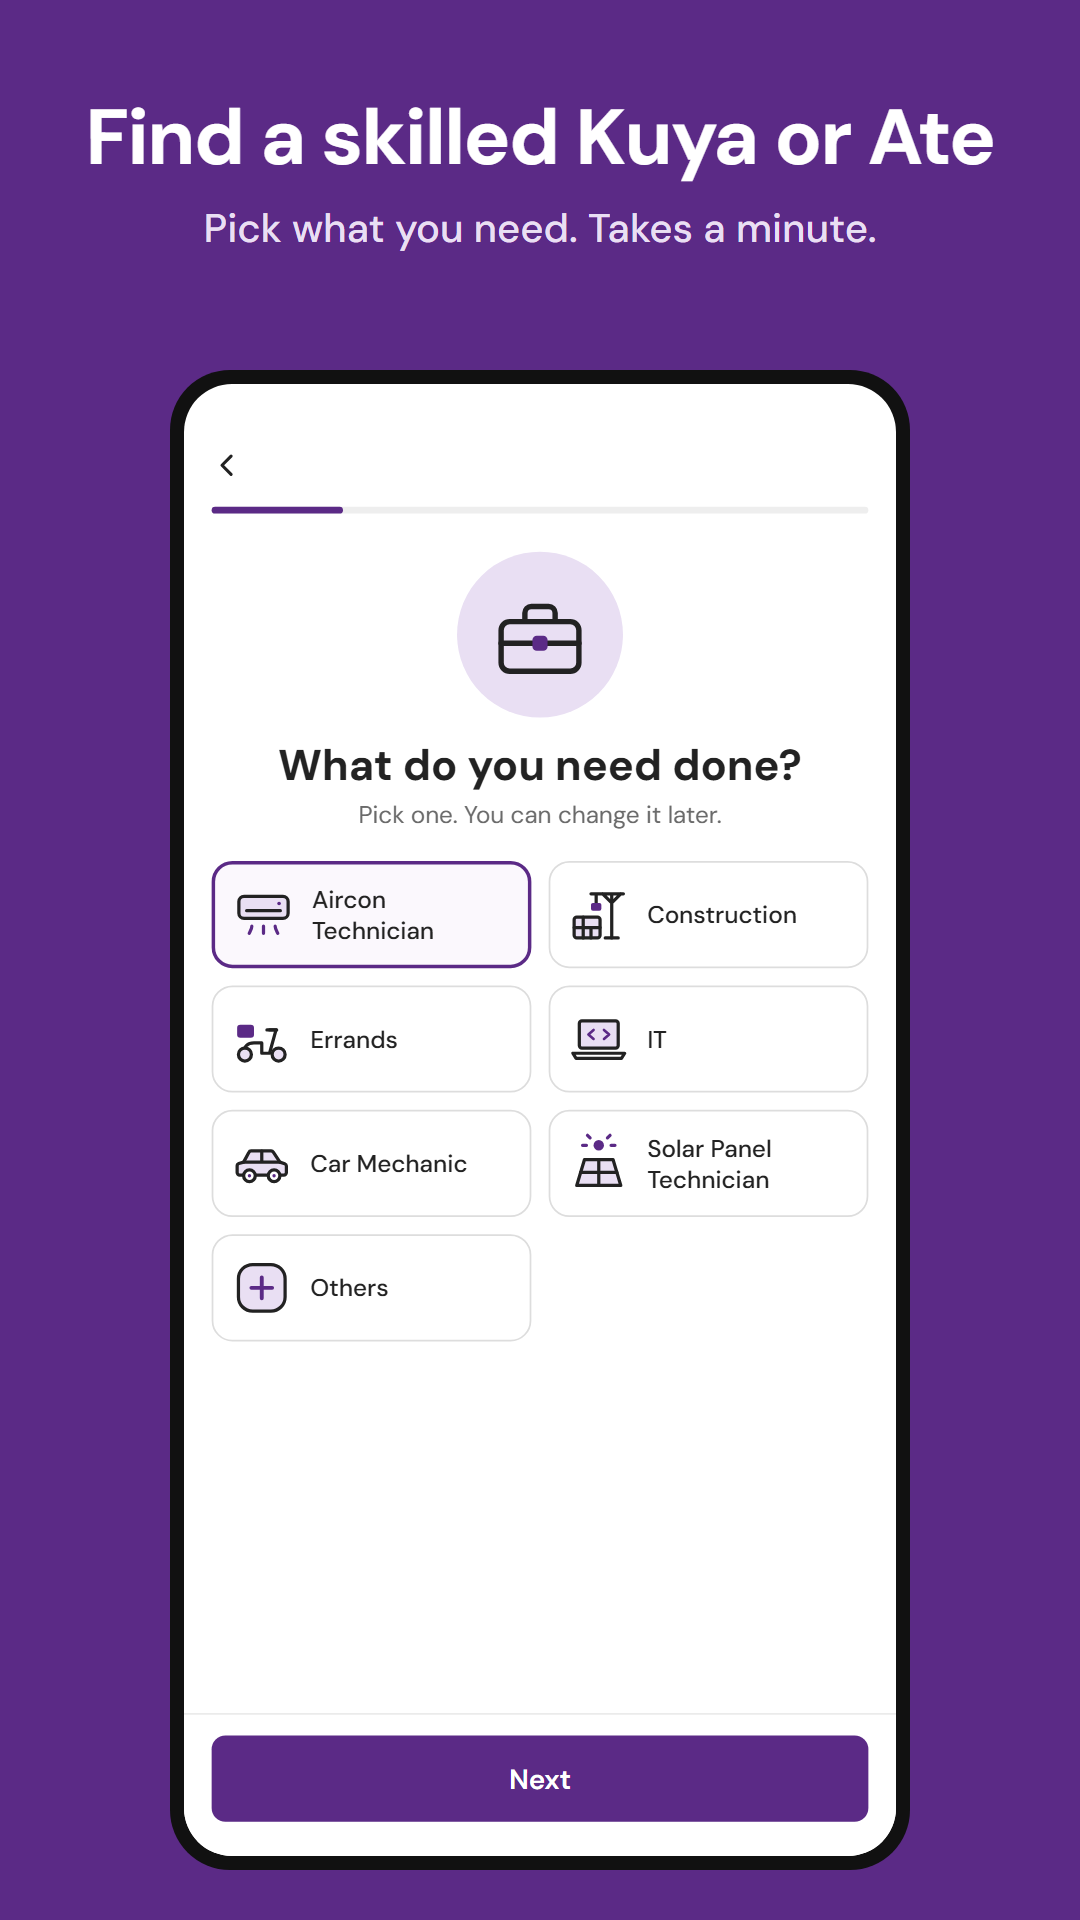 Find a skilled Kuya or Ate
Pick what you need. Takes a minute.
What do you need done?
Pick one. You can change it later.
Aircon
Technician
Construction
Errands
IT
Car Mechanic
Solar Panel
Technician
Others
Next